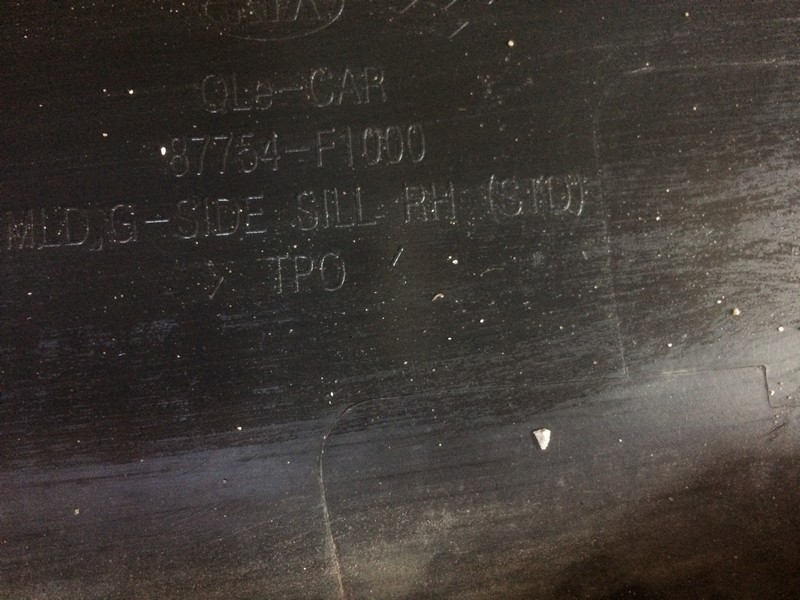 QLe-CAR
87754-F1000
MLD,G-SIDE SILL RH (STD)
> TPO <